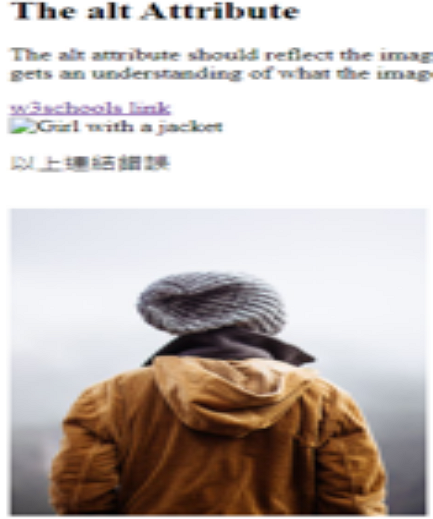 The alt Attribute
The alt attribute should reflect the imag
gets an understanding of what the image
w3schools link
Girl with a jacket
以上連結錯誤